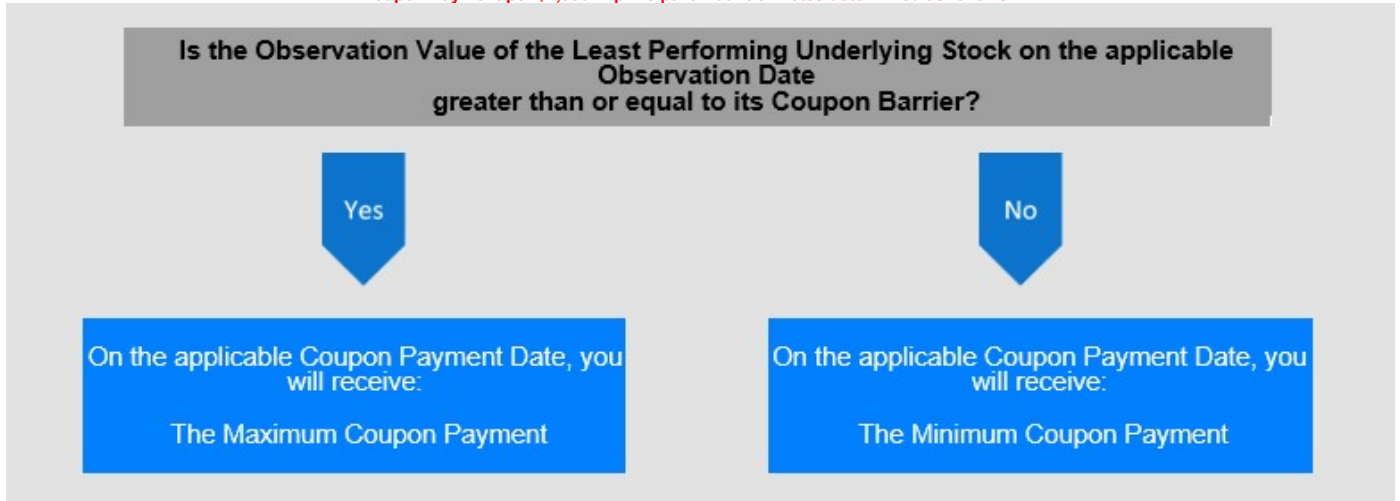 Is the Observation Value of the Least Performing Underlying Stock on the applicable
Observation Date
greater than or equal to its Coupon Barrier?
Yes
No
On the applicable Coupon Payment Date, you
will receive:
The Maximum Coupon Payment
On the applicable Coupon Payment Date, you
will receive:
The Minimum Coupon Payment